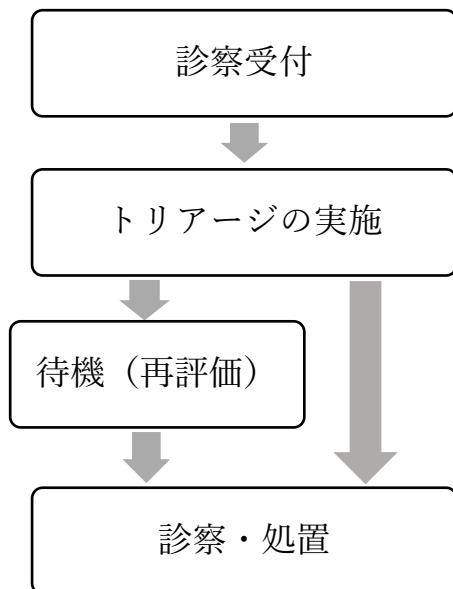 診察受付
トリアージの実施
待機（再評価）
診察・処置